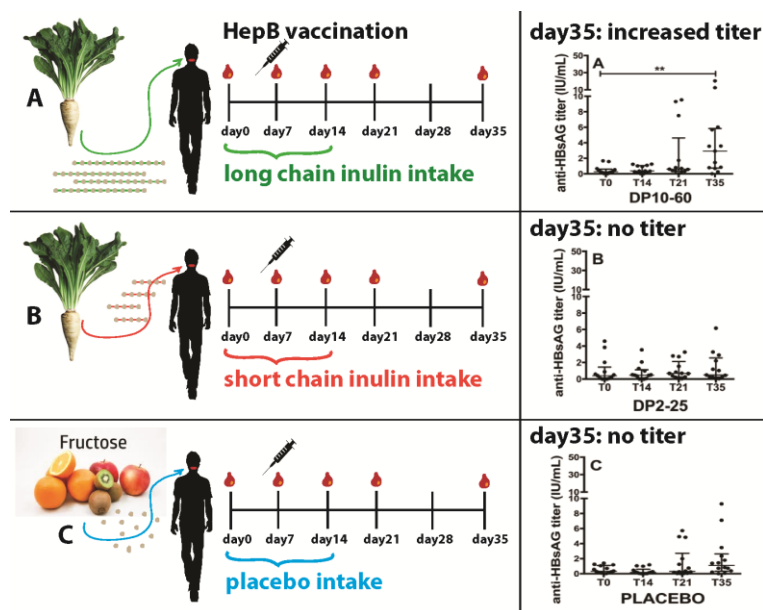 HepB vaccination
A
day0 day7 day14 day21 day28 day35
long chain inulin intake
day35: increased titer
A
**
anti-HBsAG titer (IU/mL)
50
30
10
8
6
4
2
0
T0 T14 T21 T35
DP10-60
B
day0 day7 day14 day21 day28 day35
short chain inulin intake
day35: no titer
B
anti-HBsAG titer (IU/mL)
50
30
10
8
6
4
2
0
T0 T14 T21 T35
DP2-25
Fructose
C
day0 day7 day14 day21 day28 day35
placebo intake
day35: no titer
C
anti-HBsAG titer (IU/mL)
50
30
10
8
6
4
2
0
T0 T14 T21 T35
PLACEBO